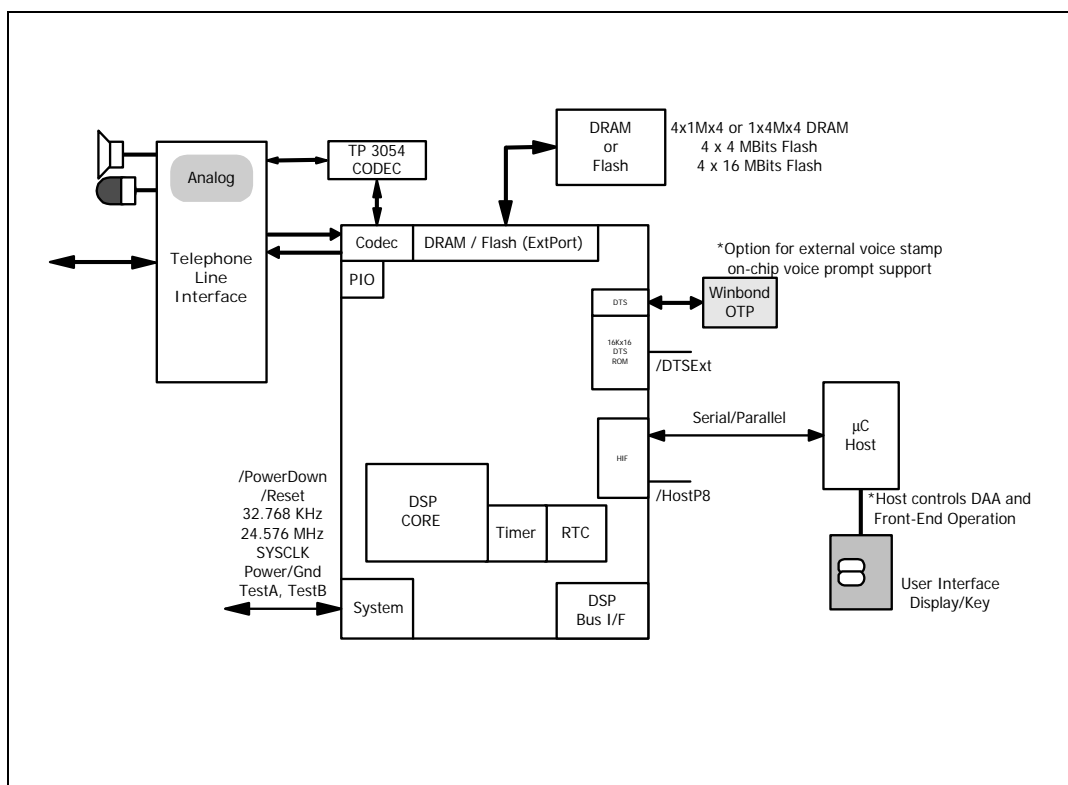 DRAM
or
Flash
4x1Mx4 or 1x4Mx4 DRAM
4 x 4 MBits Flash
4 x 16 MBits Flash
TP 3054
CODEC
Analog
Telephone
Line
Interface
Codec
DRAM / Flash (ExtPort)
PIO
*Option for external voice stamp
on-chip voice prompt support
DTS
Winbond
OTP
16Kx16
DTS
ROM
/DTSExt
Serial/Parallel
µC
Host
HIF
/HostP8
*Host controls DAA and
Front-End Operation
/PowerDown
/Reset
32.768 KHz
24.576 MHz
SYSCLK
Power/Gnd
TestA, TestB
DSP
CORE
Timer
RTC
System
DSP
Bus I/F
User Interface
Display/Key